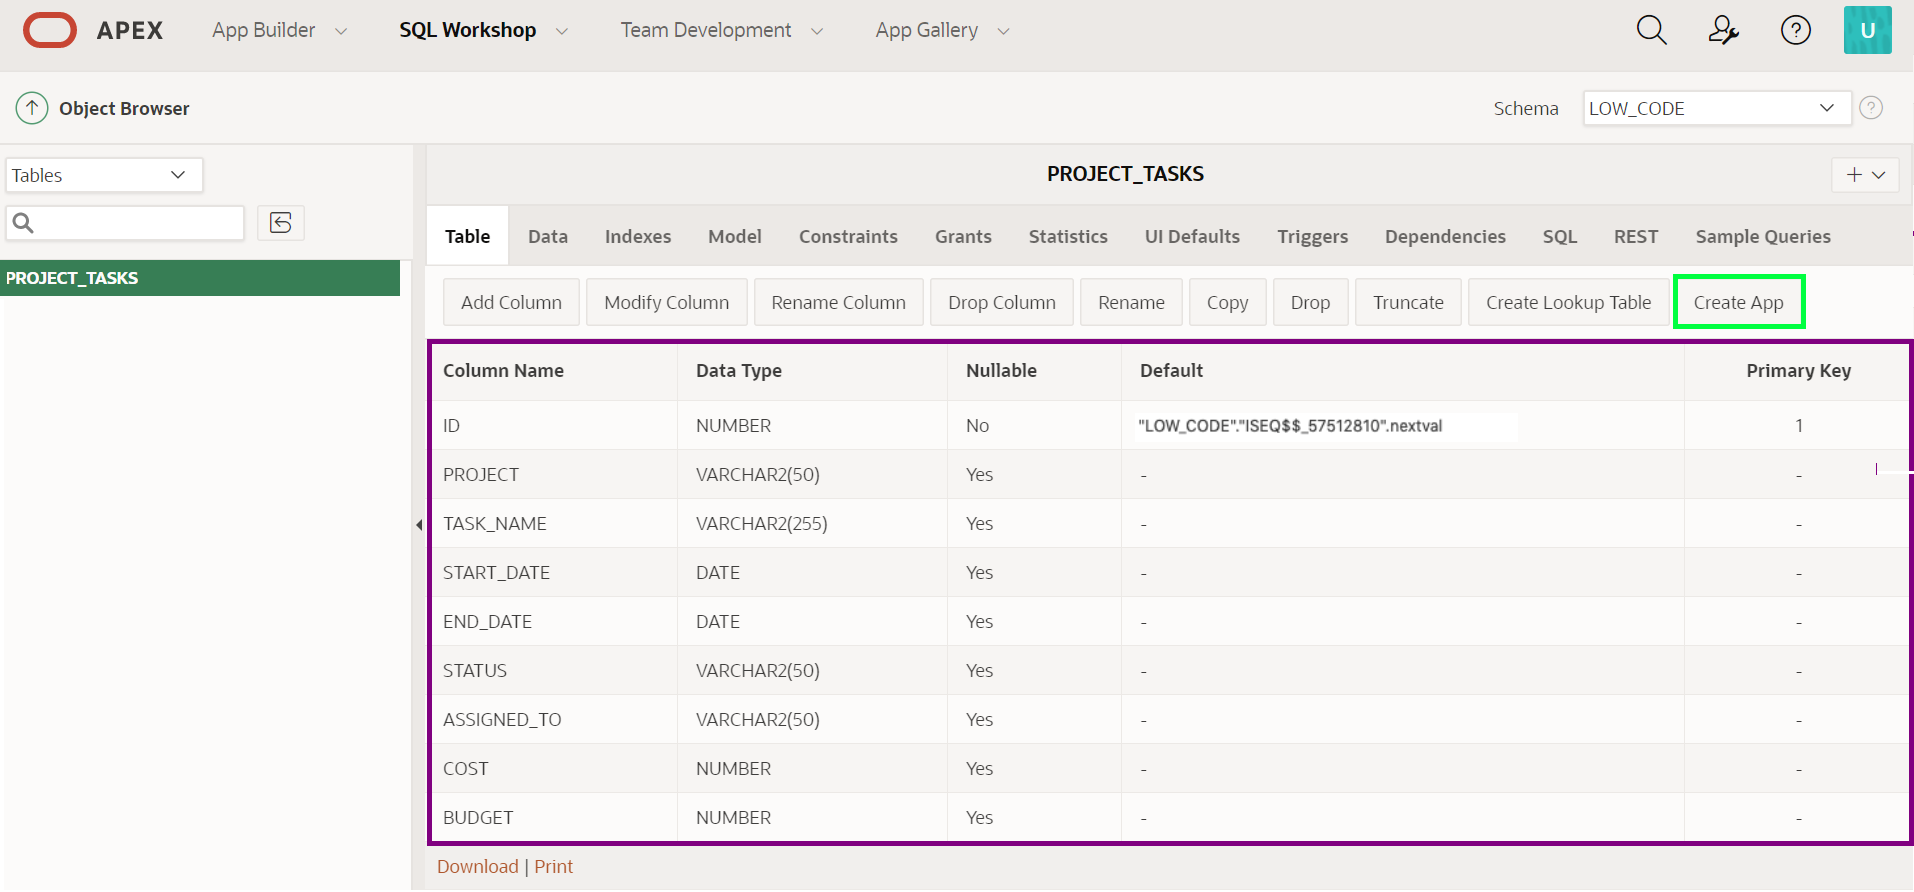 APEX App Builder SQL Workshop Team Development App Gallery ? U
Object Browser Schema LOW_CODE ?
Tables
PROJECT_TASKS
PROJECT_TASKS
Table Data Indexes Model Constraints Grants Statistics UI Defaults Triggers Dependencies SQL REST Sample Queries
Add Column Modify Column Rename Column Drop Column Rename Copy Drop Truncate Create Lookup Table Create App
Column Name Data Type Nullable Default Primary Key
ID NUMBER No "LOW_CODE"."ISEQ$$_57512810".nextval 1
PROJECT VARCHAR2(50) Yes - -
TASK_NAME VARCHAR2(255) Yes - -
START_DATE DATE Yes - -
END_DATE DATE Yes - -
STATUS VARCHAR2(50) Yes - -
ASSIGNED_TO VARCHAR2(50) Yes - -
COST NUMBER Yes - -
BUDGET NUMBER Yes - -
Download | Print